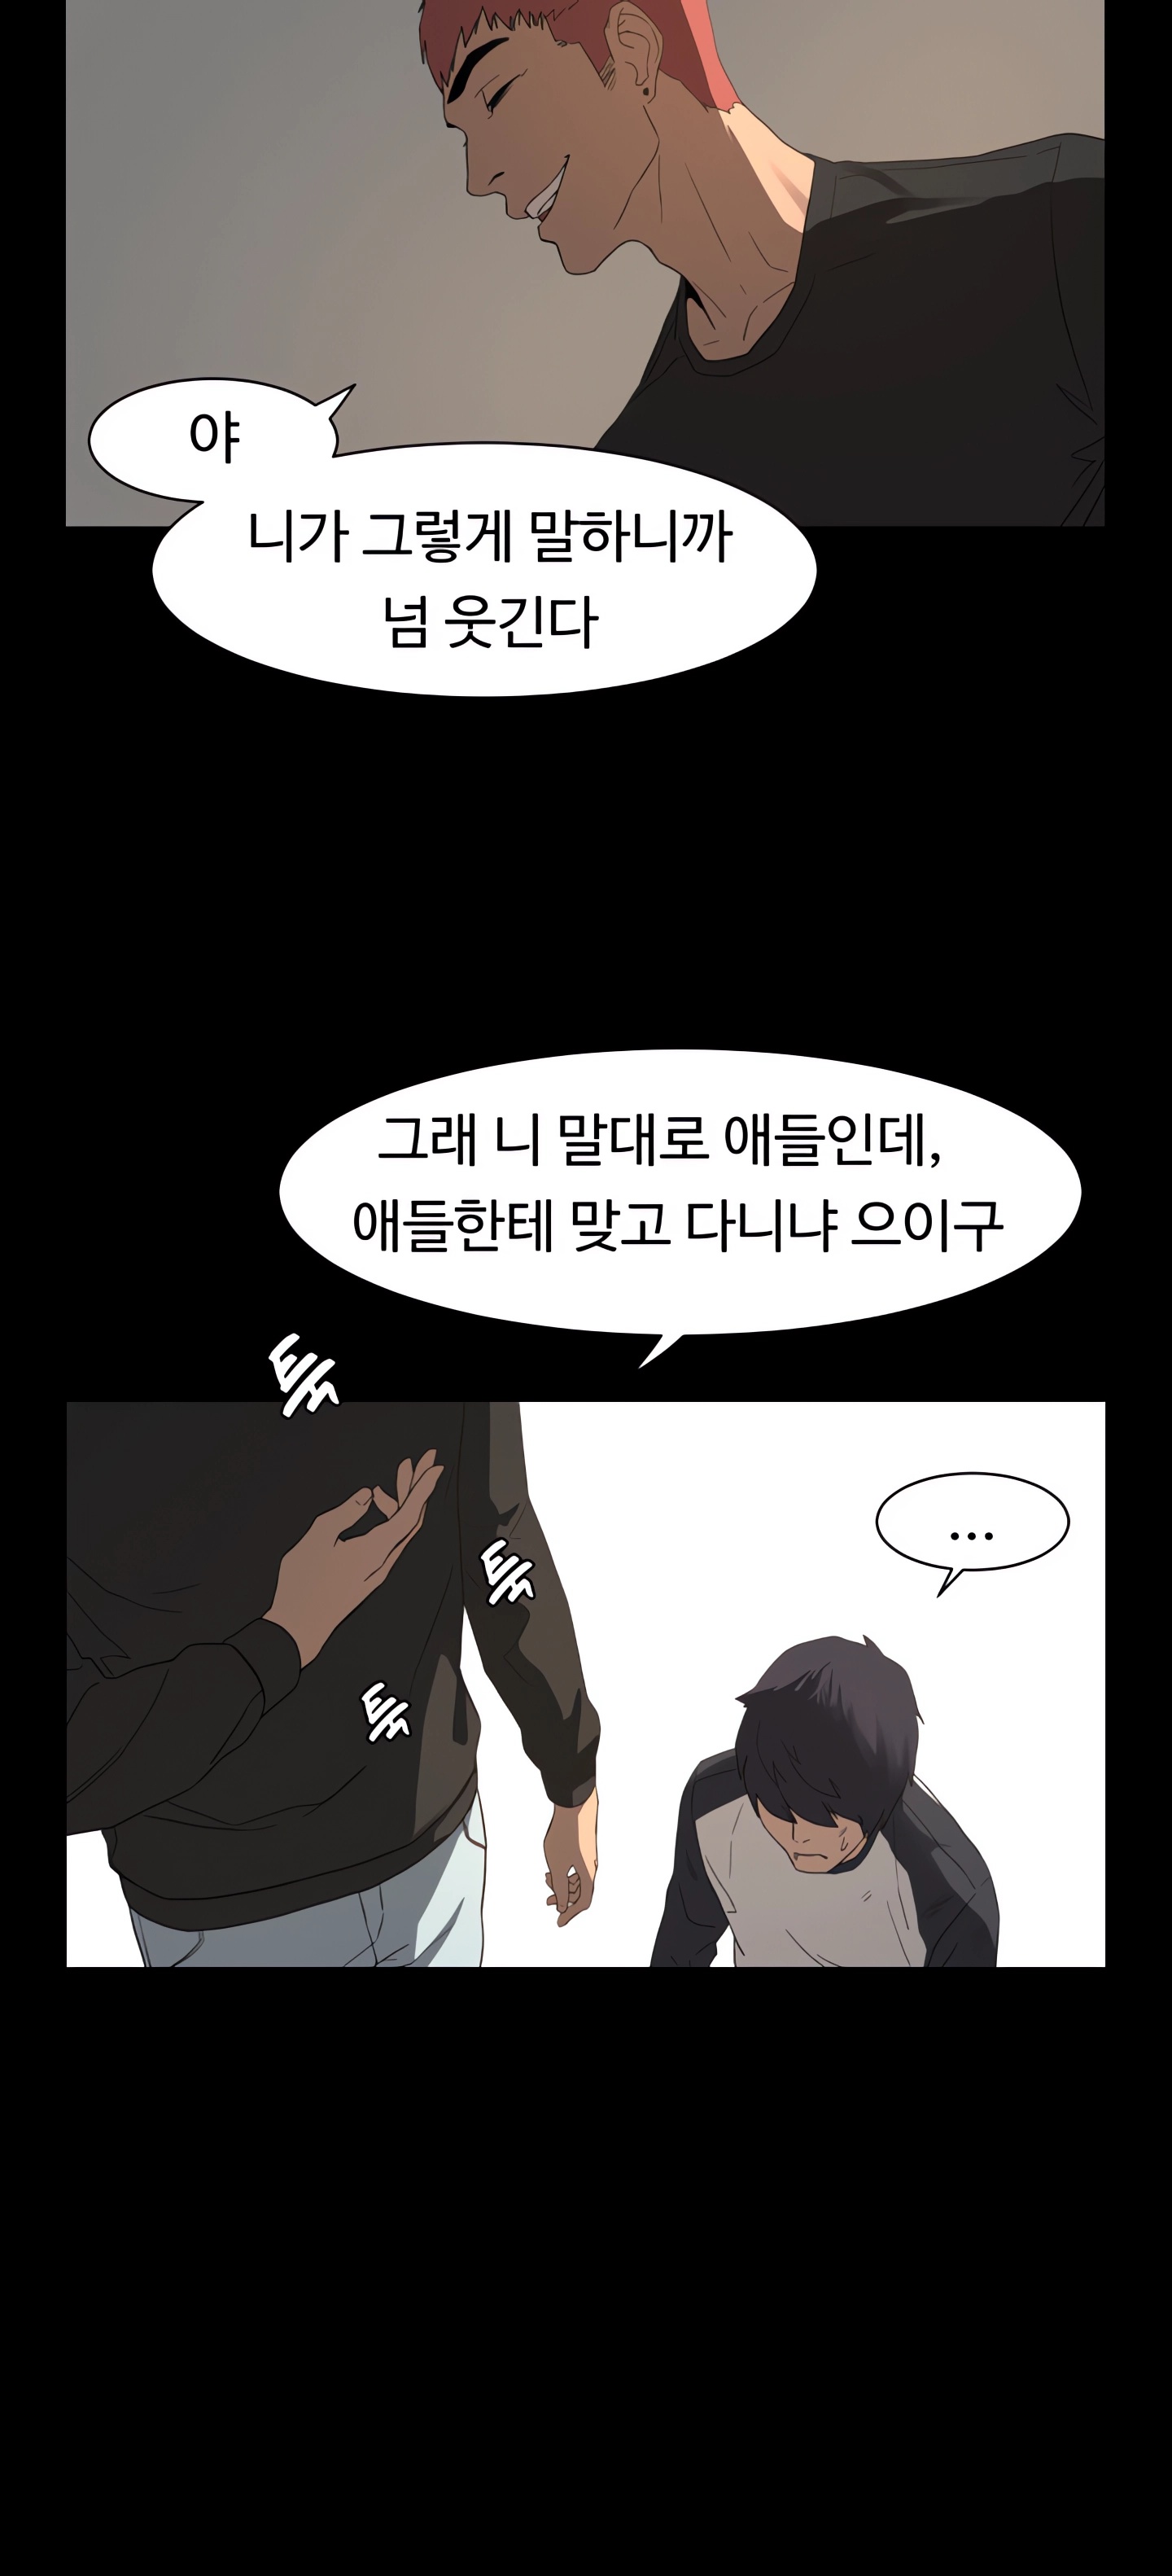 야
니가 그렇게 말하니까
넘 웃긴다
그래 니 말대로 애들인데,
애들한테 맞고 다니냐 으이구
툭
...
툭
툭